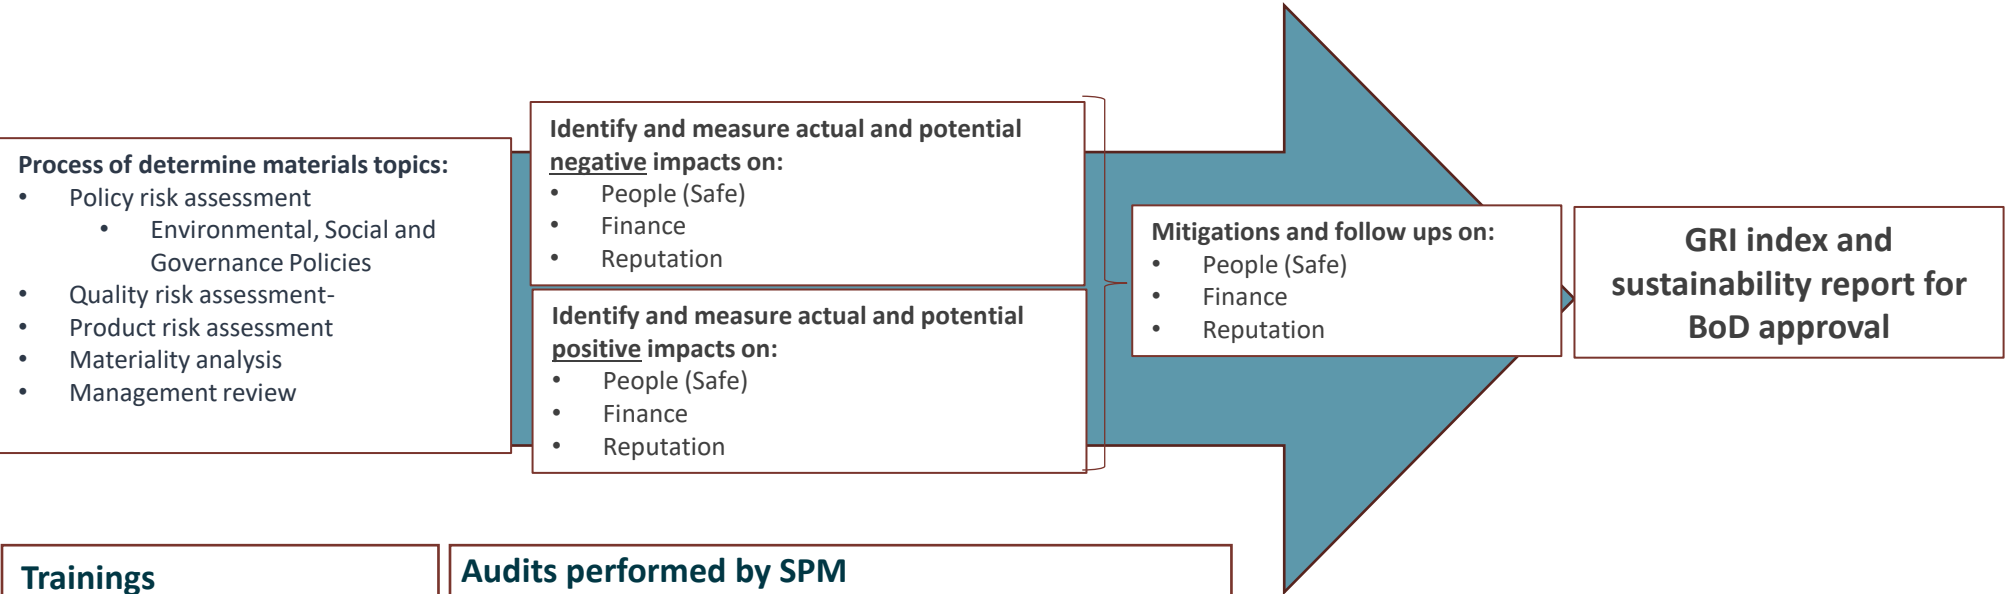 Process of determine materials topics:
• Policy risk assessment
• Environmental, Social and
Governance Policies
• Quality risk assessment-
• Product risk assessment
• Materiality analysis
• Management review
Identify and measure actual and potential
negative impacts on:
• People (Safe)
• Finance
• Reputation
Identify and measure actual and potential
positive impacts on:
• People (Safe)
• Finance
• Reputation
Mitigations and follow ups on:
• People (Safe)
• Finance
• Reputation
GRI index and
sustainability report for
BoD approval
Trainings
Audits performed by SPM